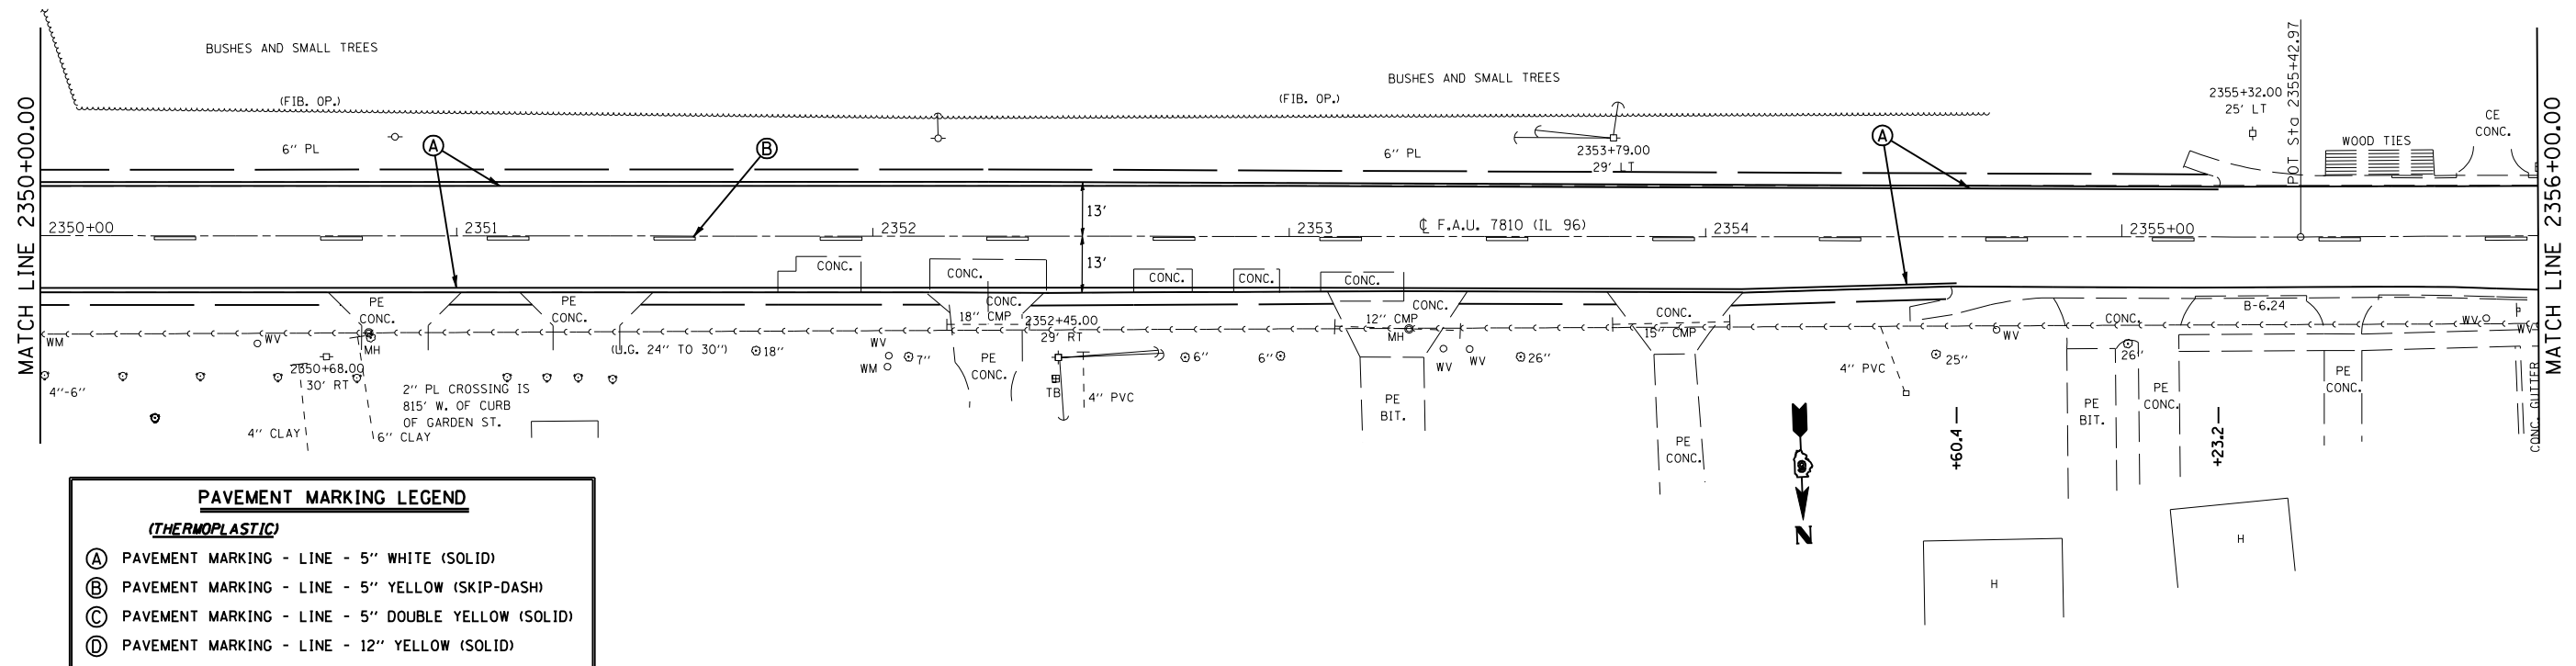 BUSHES AND SMALL TREES
(FIB. OP.)
6" PL
A
B
BUSHES AND SMALL TREES
(FIB. OP.)
6" PL
2353+79.00
29' LT
A
2355+32.00
25' LT
POT Sta 2355+42.97
WOOD TIES
CE
CONC.
MATCH LINE 2350+00.00
MATCH LINE 2356+00.00
2350+00
2351
2352
13'
13'
2353
℄ F.A.U. 7810 (IL 96)
2354
2355+00
CONC.
CONC.
CONC.
CONC.
CONC.
PE
CONC.
PE
CONC.
CONC.
18" CMP
2352+45.00
29' RT
CONC.
12" CMP
MH
CONC.
15" CMP
CONC.
B-6.24
WM
WV
MH
(U.G. 24" TO 30")
18"
WV
WM
7"
PE
CONC.
6"
6"
WV
WV
26"
25"
WV
26"
WV
P
WV
2350+68.00
30' RT
4"-6"
2" PL CROSSING IS
815' W. OF CURB
OF GARDEN ST.
4" CLAY
6" CLAY
TB
4" PVC
PE
BIT.
PE
CONC.
4" PVC
+60.4
PE
BIT.
PE
CONC.
+23.2
PE
CONC.
CONC. GUTTER
N
H
H
PAVEMENT MARKING LEGEND
(THERMOPLASTIC)
A PAVEMENT MARKING - LINE - 5" WHITE (SOLID)
B PAVEMENT MARKING - LINE - 5" YELLOW (SKIP-DASH)
C PAVEMENT MARKING - LINE - 5" DOUBLE YELLOW (SOLID)
D PAVEMENT MARKING - LINE - 12" YELLOW (SOLID)